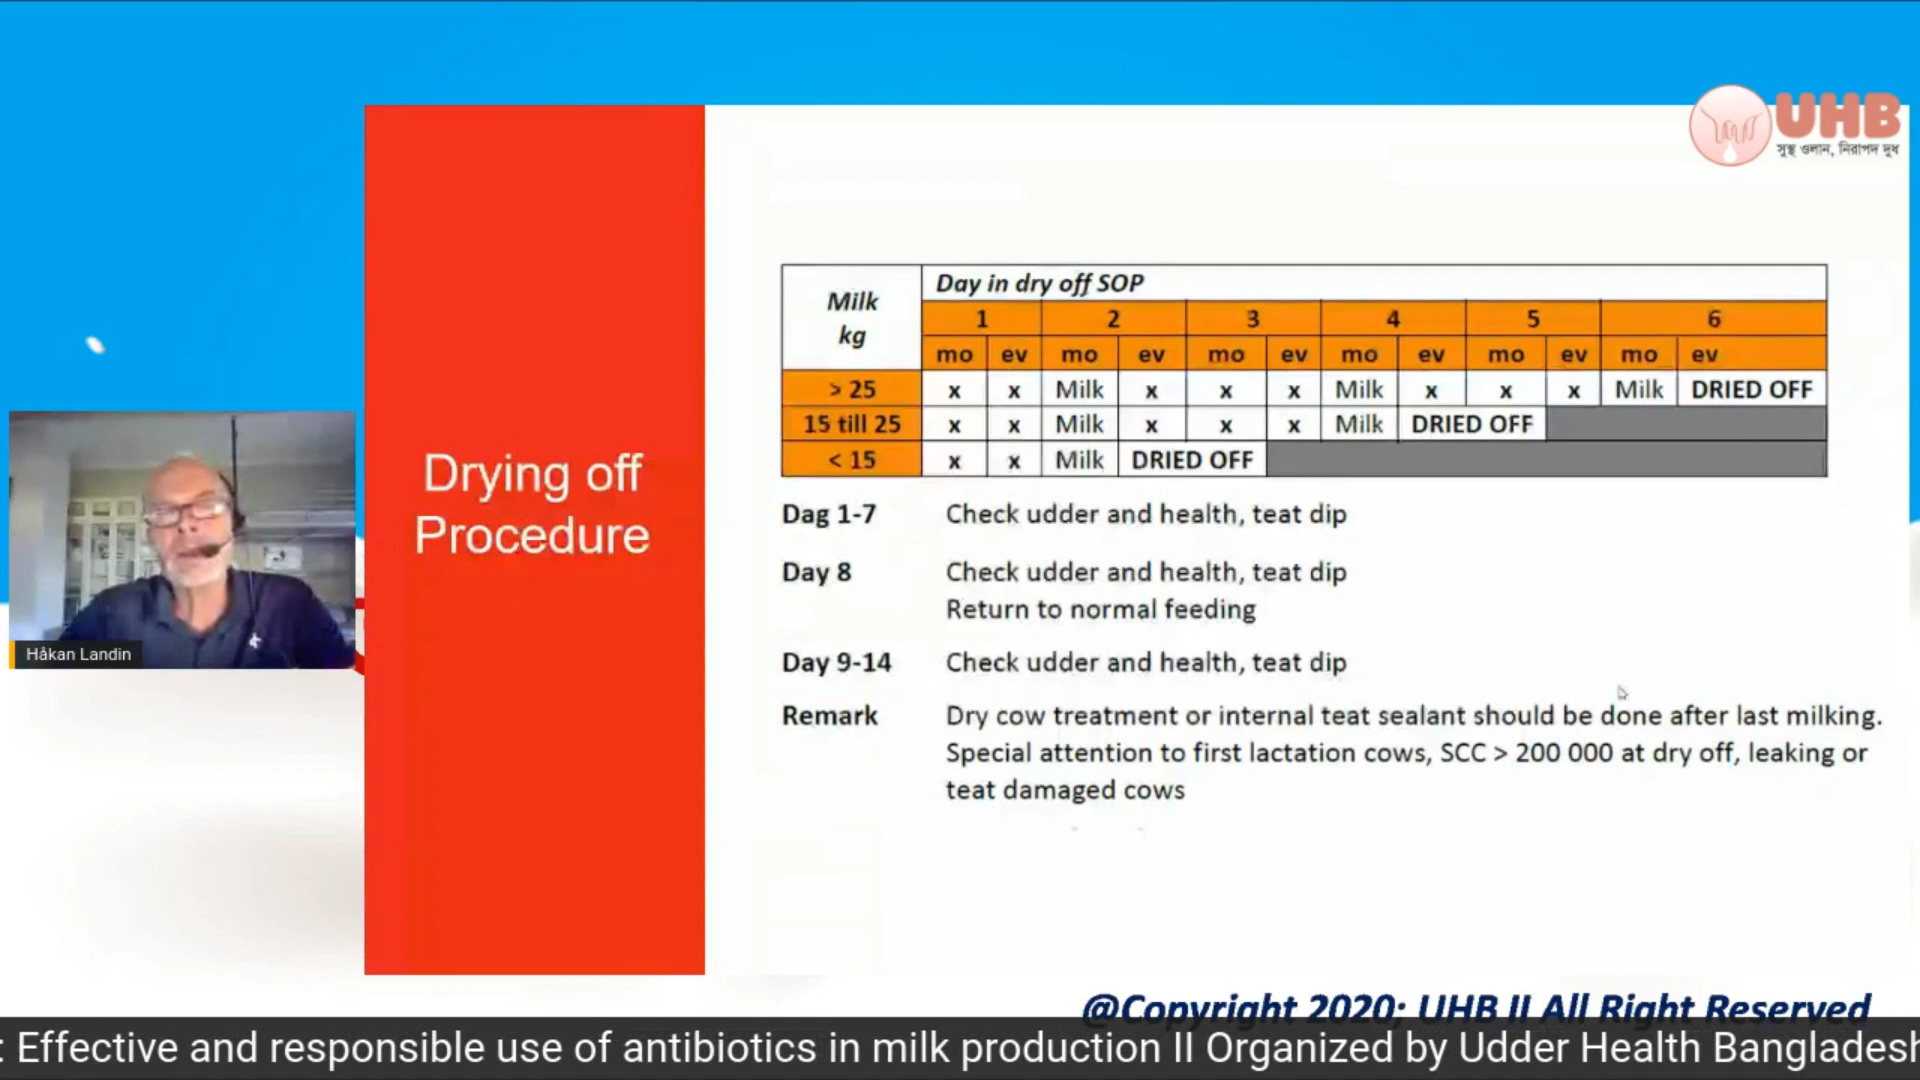 UHB
সুস্থ ওলান, নিরাপদ দুধ
Drying off
Procedure
Milk
kg
Day in dry off SOP
1 2 3 4 5 6
mo ev mo ev mo ev mo ev mo ev mo ev
> 25 x x Milk x x x Milk x x x Milk DRIED OFF
15 till 25 x x Milk x x x Milk DRIED OFF
< 15 x x Milk DRIED OFF
Dag 1-7 Check udder and health, teat dip
Day 8 Check udder and health, teat dip
Return to normal feeding
Day 9-14 Check udder and health, teat dip
Remark Dry cow treatment or internal teat sealant should be done after last milking.
Special attention to first lactation cows, SCC > 200 000 at dry off, leaking or
teat damaged cows
Håkan Landin
@Copyright 2020; UHB II All Right Reserved
: Effective and responsible use of antibiotics in milk production II Organized by Udder Health Bangladesh